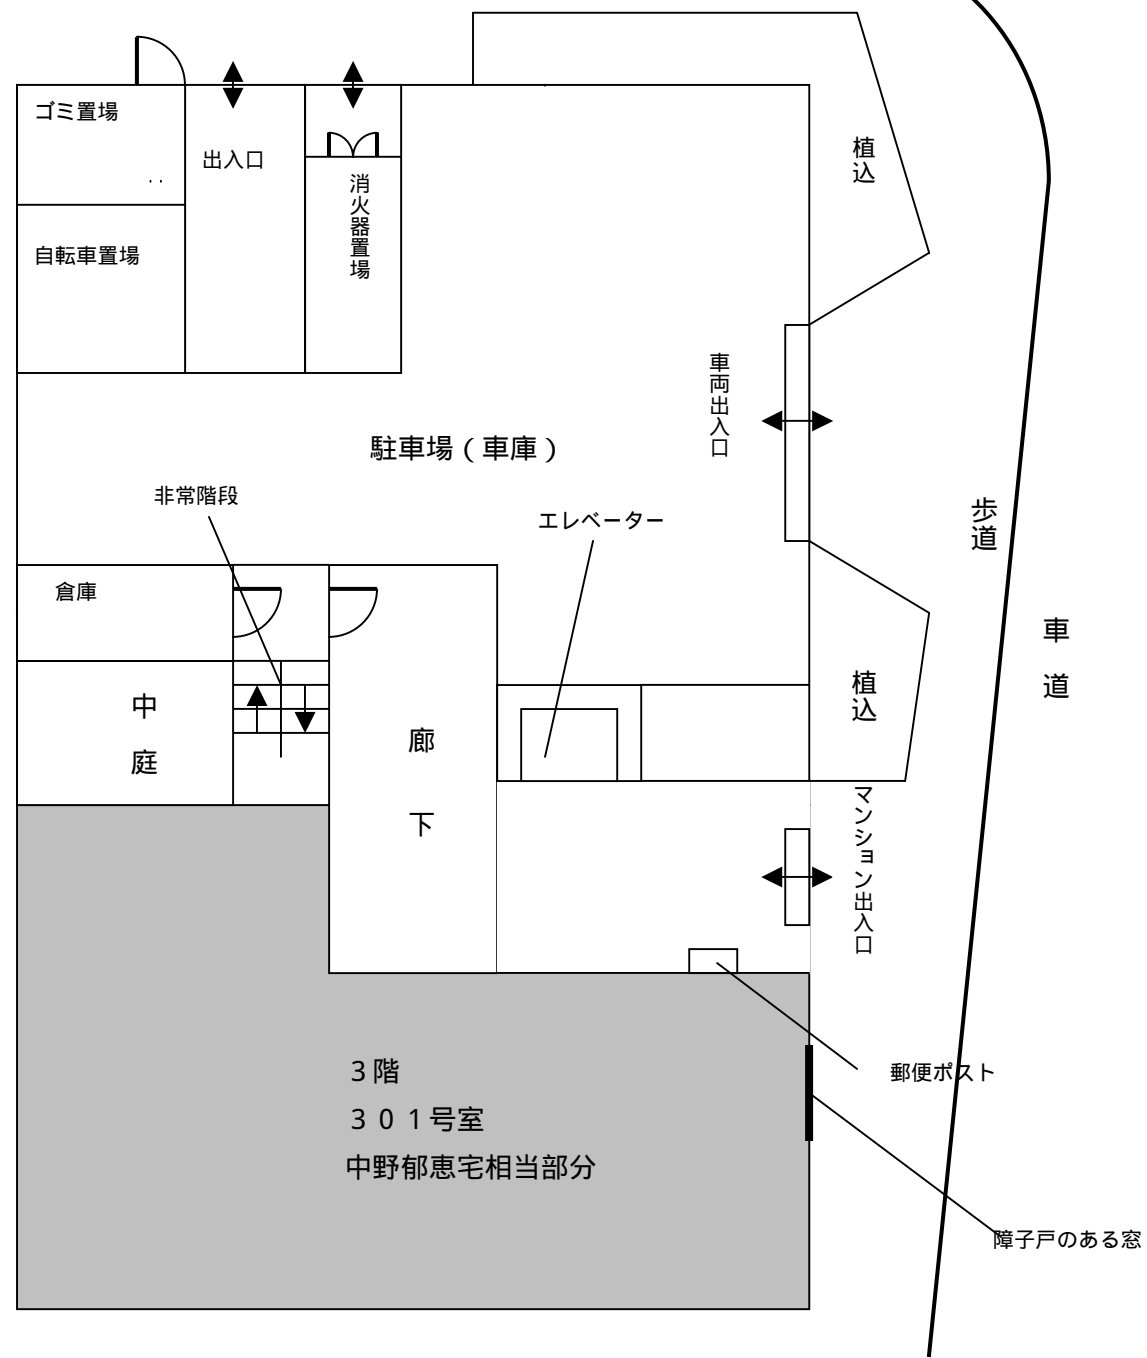 ゴミ置場
出入口
消火器置場
植込
自転車置場
車両出入口
駐車場（車庫）
非常階段
エレベーター
歩道
倉庫
車道
中庭
廊下
植込
マンション出入口
３階
３０１号室
中野郁恵宅相当部分
郵便ポスト
障子戸のある窓